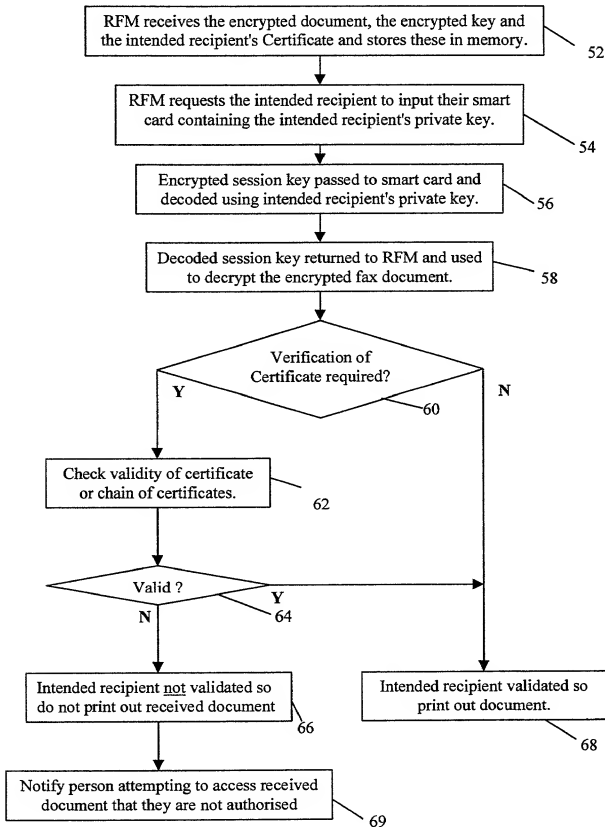 RFM receives the encrypted document, the encrypted key and
the intended recipient's Certificate and stores these in memory.
52
RFM requests the intended recipient to input their smart
card containing the intended recipient's private key.
54
Encrypted session key passed to smart card and
decoded using intended recipient's private key.
56
Decoded session key returned to RFM and used
to decrypt the encrypted fax document.
58
Verification of
Certificate required?
Y
N
60
Check validity of certificate
or chain of certificates.
62
Valid ?
Y
N
64
Intended recipient not validated so
do not print out received document
66
Intended recipient validated so
print out document.
68
Notify person attempting to access received
document that they are not authorised
69